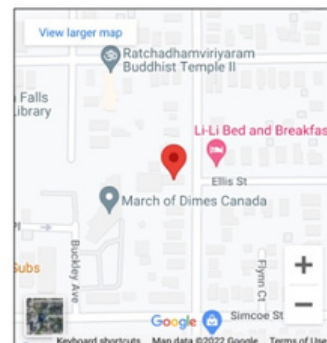 View larger map
Ratchadhamviriyaram
Buddhist Temple II
Falls
Library
Li-Li Bed and Breakfas
Ellis St
March of Dimes Canada
Buckley Ave
Subs
Flynn Ct
+
−
Google
Simcoe St
Keyboard shortcuts Map data ©2022 Google Terms of Use